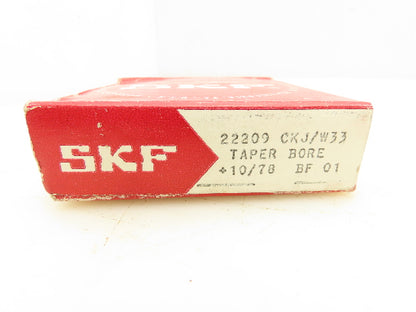 SKF
22209 CKJ/W33
TAPER BORE
+10/78 BF 01